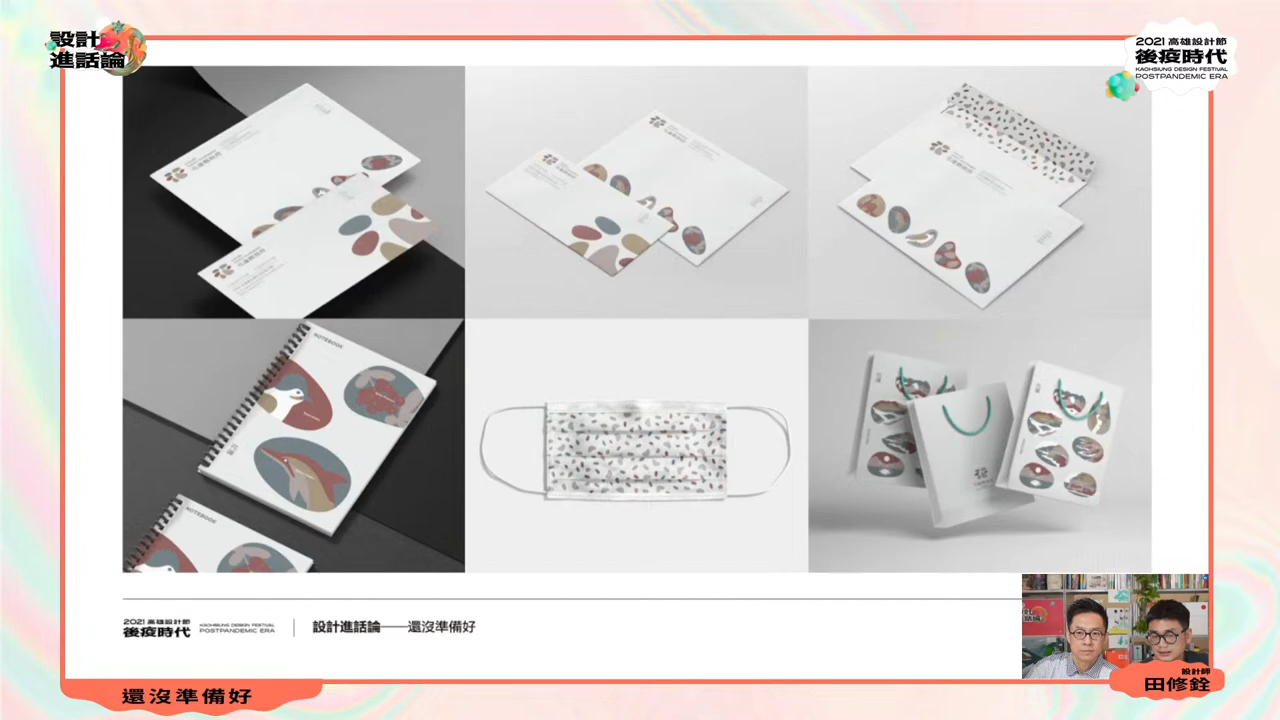 設計
進話論
2021 高雄設計節
後疫時代
KAOHSIUNG DESIGN FESTIVAL
POSTPANDEMIC ERA
NOTEBOOK
NOTEBOOK
2021 高雄設計節
後疫時代
KAOHSIUNG DESIGN FESTIVAL
POSTPANDEMIC ERA
設計進話論——還沒準備好
還沒準備好
設計師
田修銓